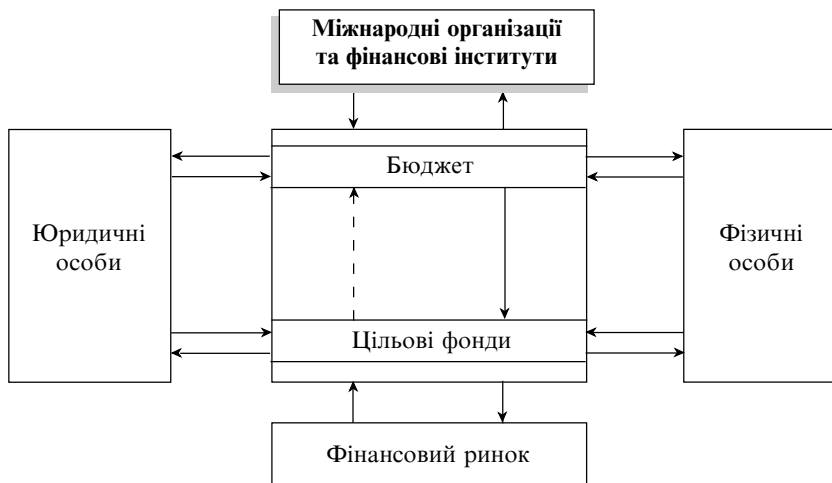 Міжнародні організації
та фінансові інститути
Бюджет
Юридичні
особи
Фізичні
особи
Цільові фонди
Фінансовий ринок